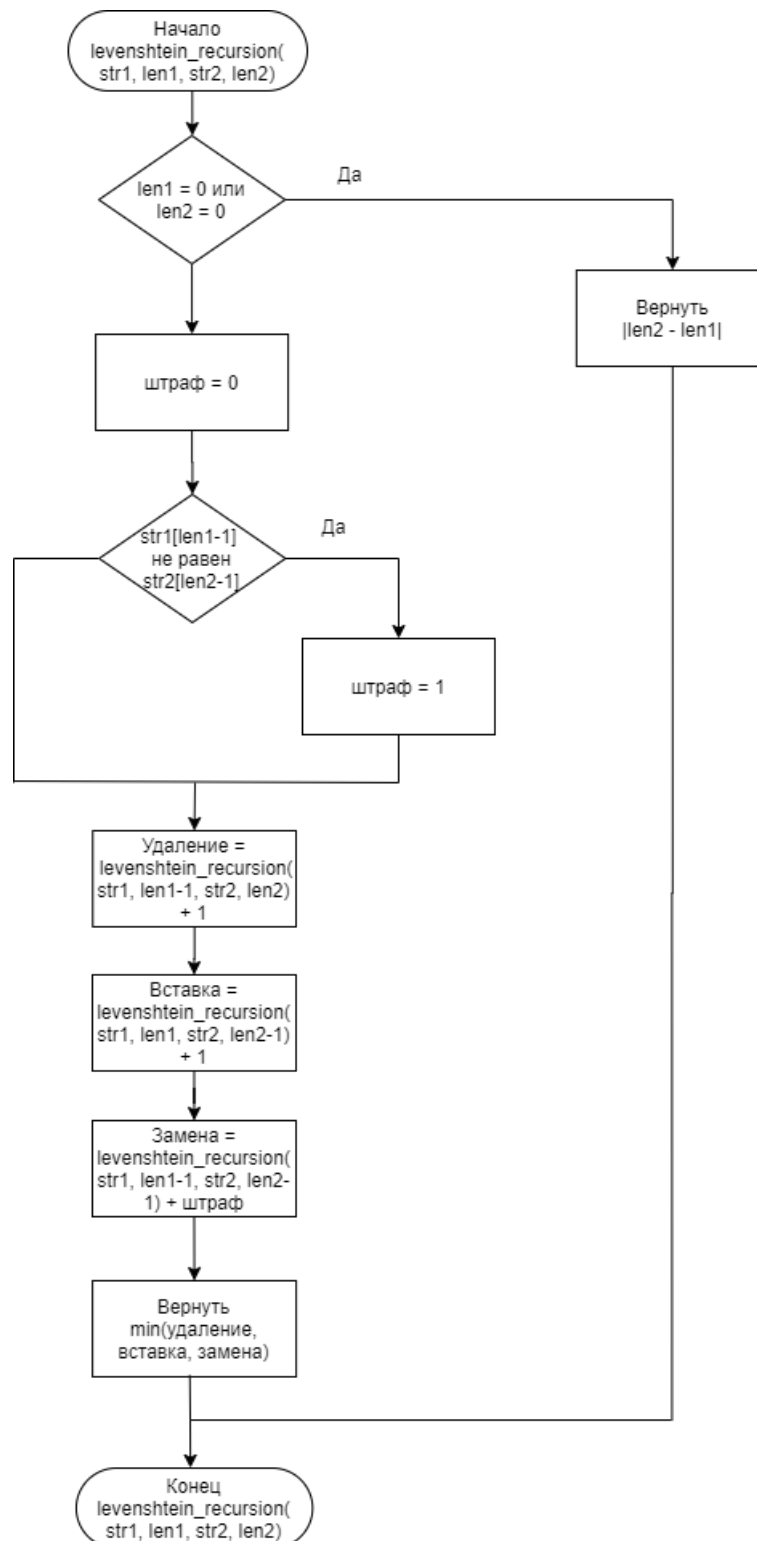 Начало
levenshtein_recursion(
str1, len1, str2, len2)
len1 = 0 или
len2 = 0
Да
Вернуть
|len2 - len1|
штраф = 0
str1[len1-1]
не равен
str2[len2-1]
Да
штраф = 1
Удаление =
levenshtein_recursion(
str1, len1-1, str2, len2)
+ 1
Вставка =
levenshtein_recursion(
str1, len1, str2, len2-1)
+ 1
Замена =
levenshtein_recursion(
str1, len1-1, str2, len2-
1) + штраф
Вернуть
min(удаление,
вставка, замена)
Конец
levenshtein_recursion(
str1, len1, str2, len2)